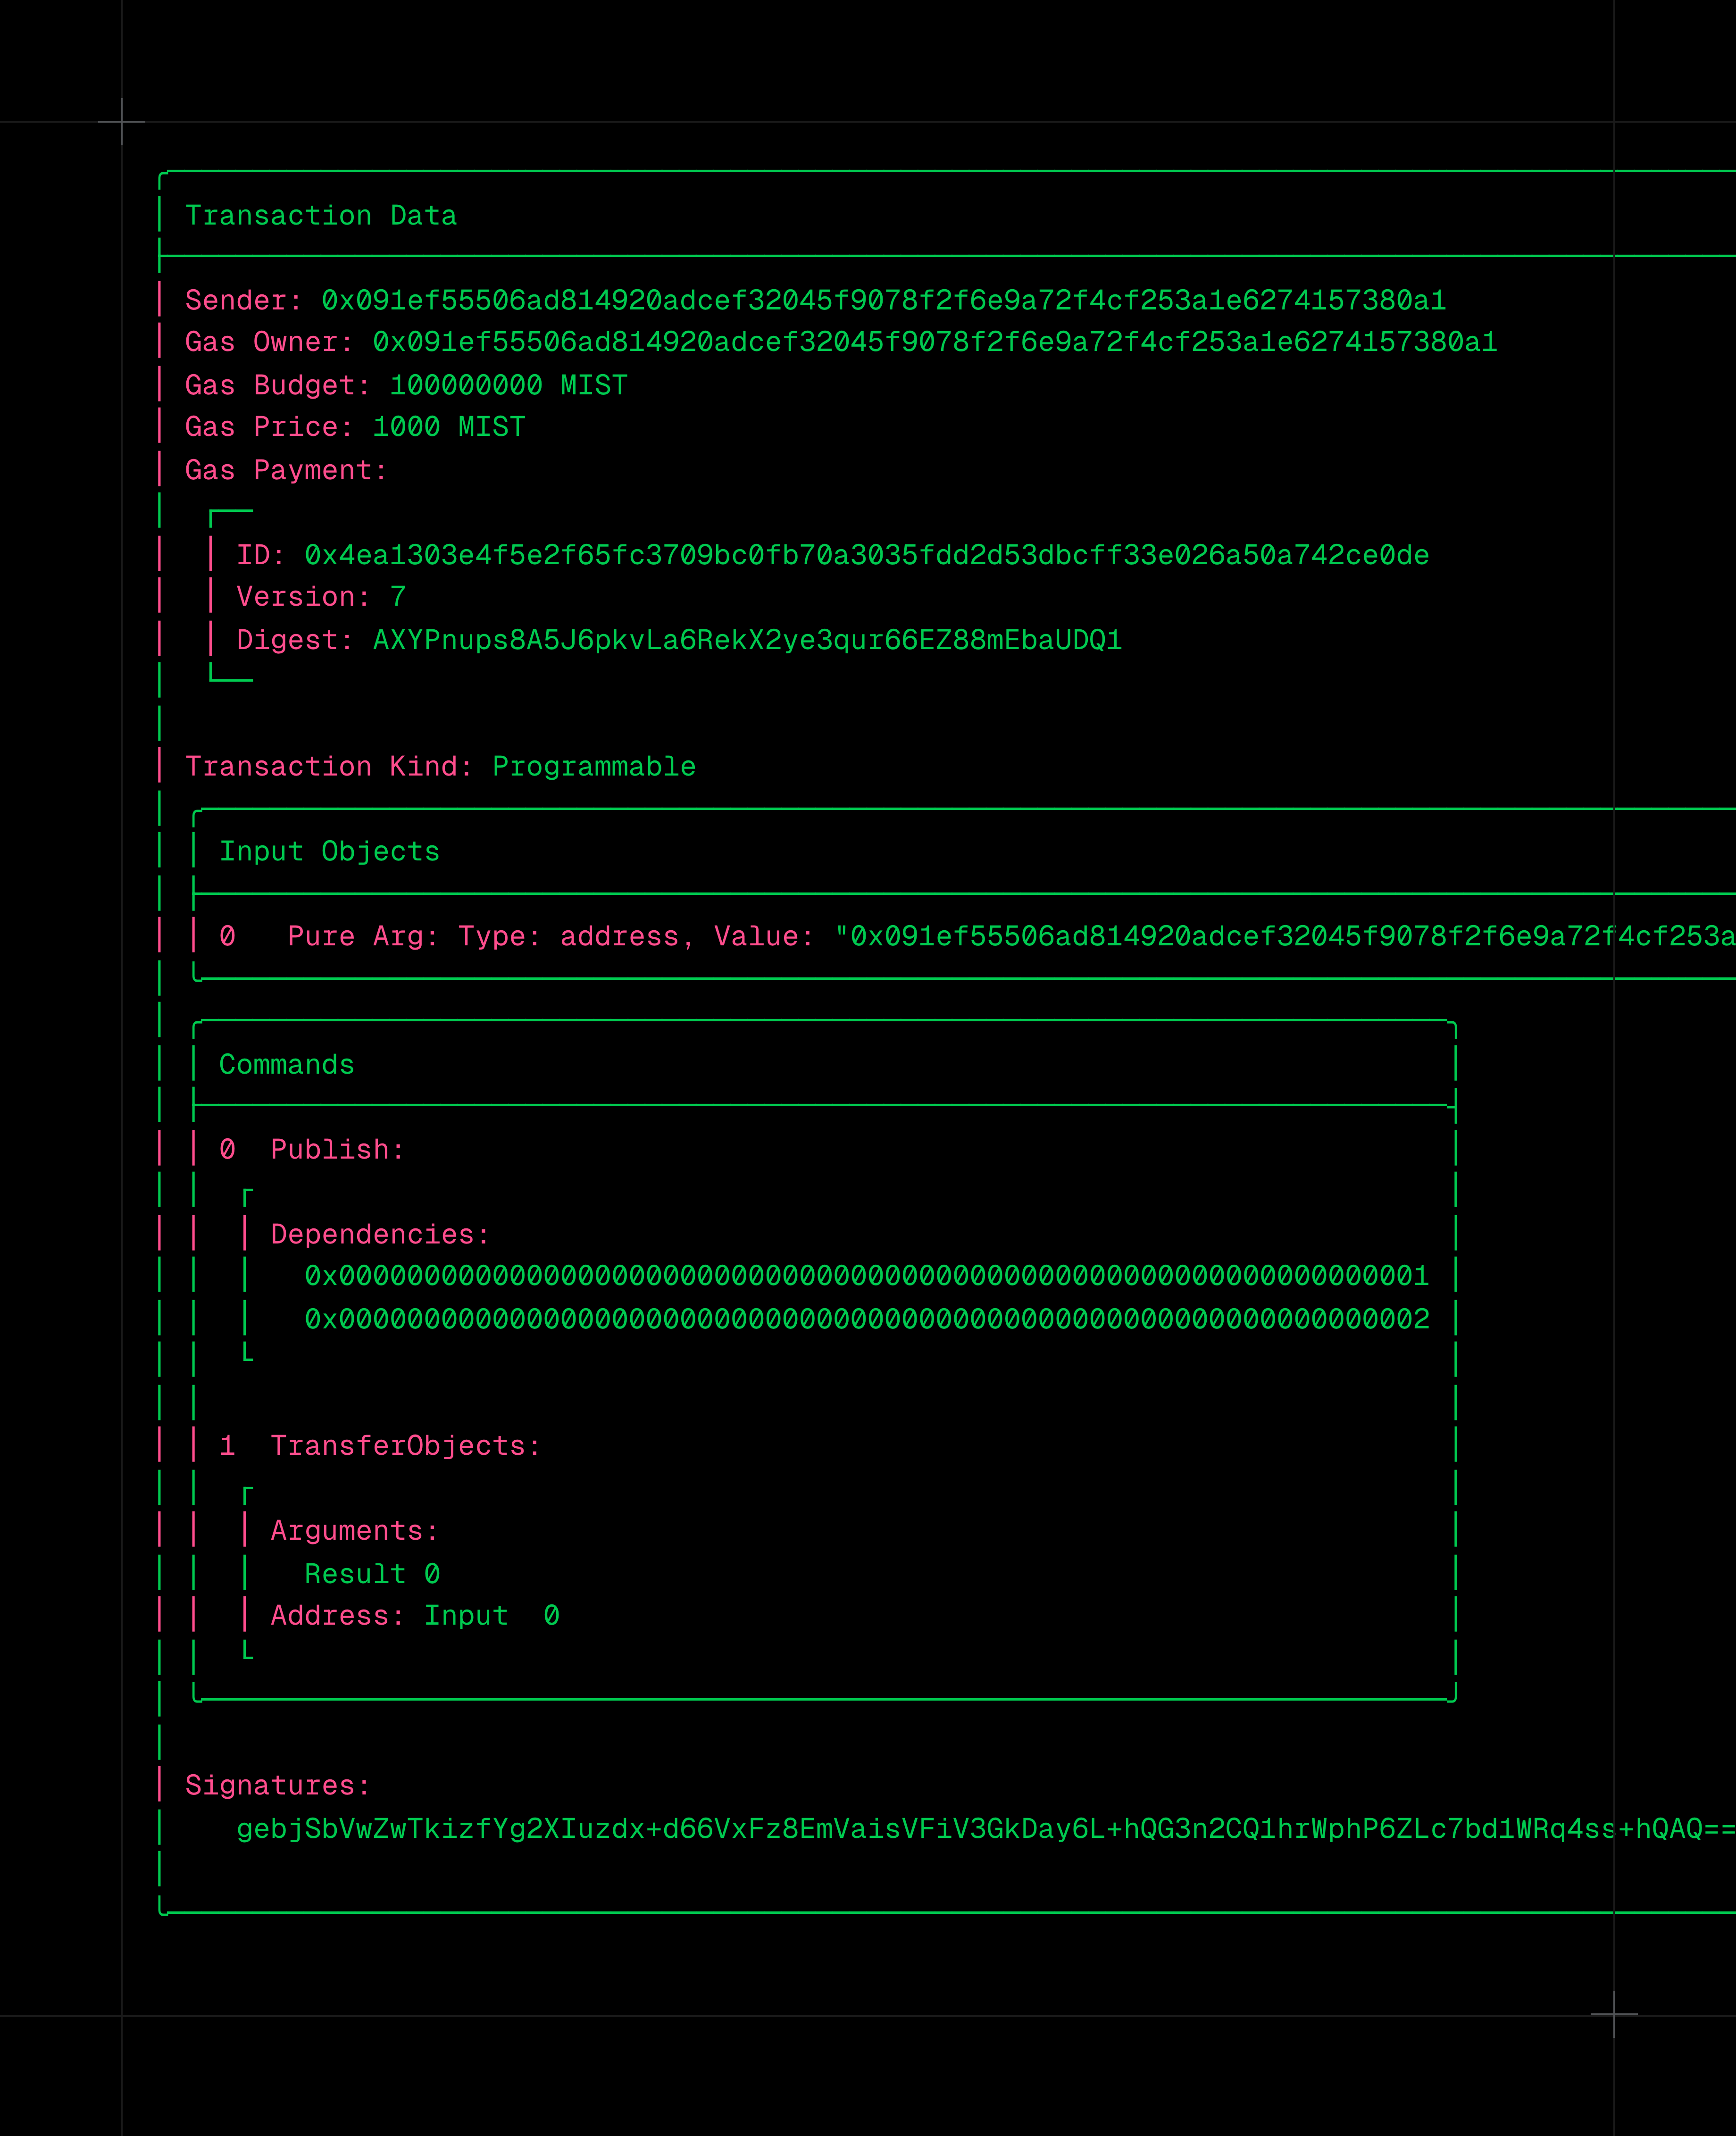 Transaction Data
Sender: 0x091ef55506ad814920adcef32045f9078f2f6e9a72f4cf253a1e6274157380a1
Gas Owner: 0x091ef55506ad814920adcef32045f9078f2f6e9a72f4cf253a1e6274157380a1
Gas Budget: 100000000 MIST
Gas Price: 1000 MIST
Gas Payment:
ID: 0x4ea1303e4f5e2f65fc3709bc0fb70a3035fdd2d53dbcff33e026a50a742ce0de
Version: 7
Digest: AXYPnups8A5J6pkvLa6RekX2ye3qur66EZ88mEbaUDQ1
Transaction Kind: Programmable
Input Objects
0 Pure Arg: Type: address, Value: "0x091ef55506ad814920adcef32045f9078f2f6e9a72f4cf253a
Commands
0 Publish:
Dependencies:
0x0000000000000000000000000000000000000000000000000000000000000001
0x0000000000000000000000000000000000000000000000000000000000000002
1 TransferObjects:
Arguments:
Result 0
Address: Input 0
Signatures:
gebjSbVwZwTkizfYg2XIuzdx+d66VxFz8EmVaisVFiV3GkDay6L+hQG3n2CQ1hrWphP6ZLc7bd1WRq4ss+hQAQ==